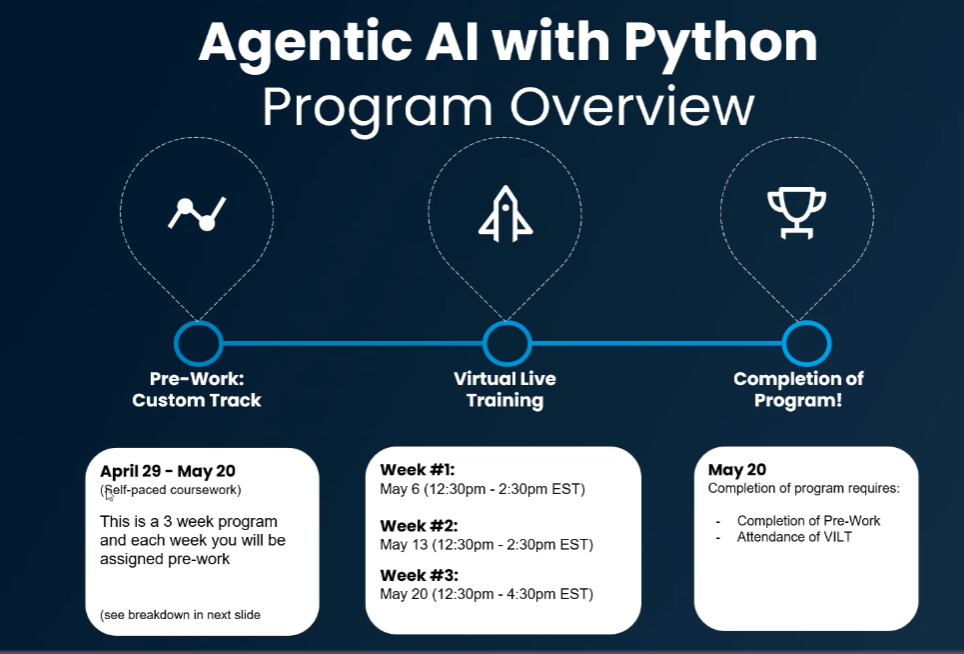 Agentic AI with Python
Program Overview
Pre-Work:
Custom Track
Virtual Live
Training
Completion of
Program!
April 29 - May 20
(Self-paced coursework)
This is a 3 week program
and each week you will be
assigned pre-work
(see breakdown in next slide
Week #1:
May 6 (12:30pm - 2:30pm EST)
Week #2:
May 13 (12:30pm - 2:30pm EST)
Week #3:
May 20 (12:30pm - 4:30pm EST)
May 20
Completion of program requires:
- Completion of Pre-Work
- Attendance of VILT